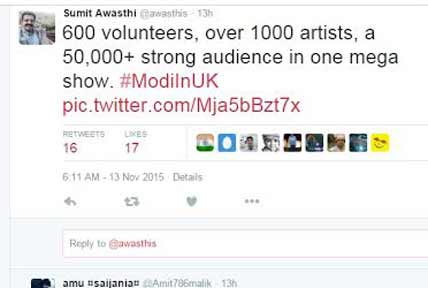 Sumit Awasthi @awasthis · 13h
600 volunteers, over 1000 artists, a
50,000+ strong audience in one mega
show. #ModiInUK
pic.twitter.com/Mja5bBzt7x
RETWEETS LIKES
16 17
6:11 AM - 13 Nov 2015 · Details
Reply to @awasthis
amu ¤saijania¤ @Amit786malik · 13h